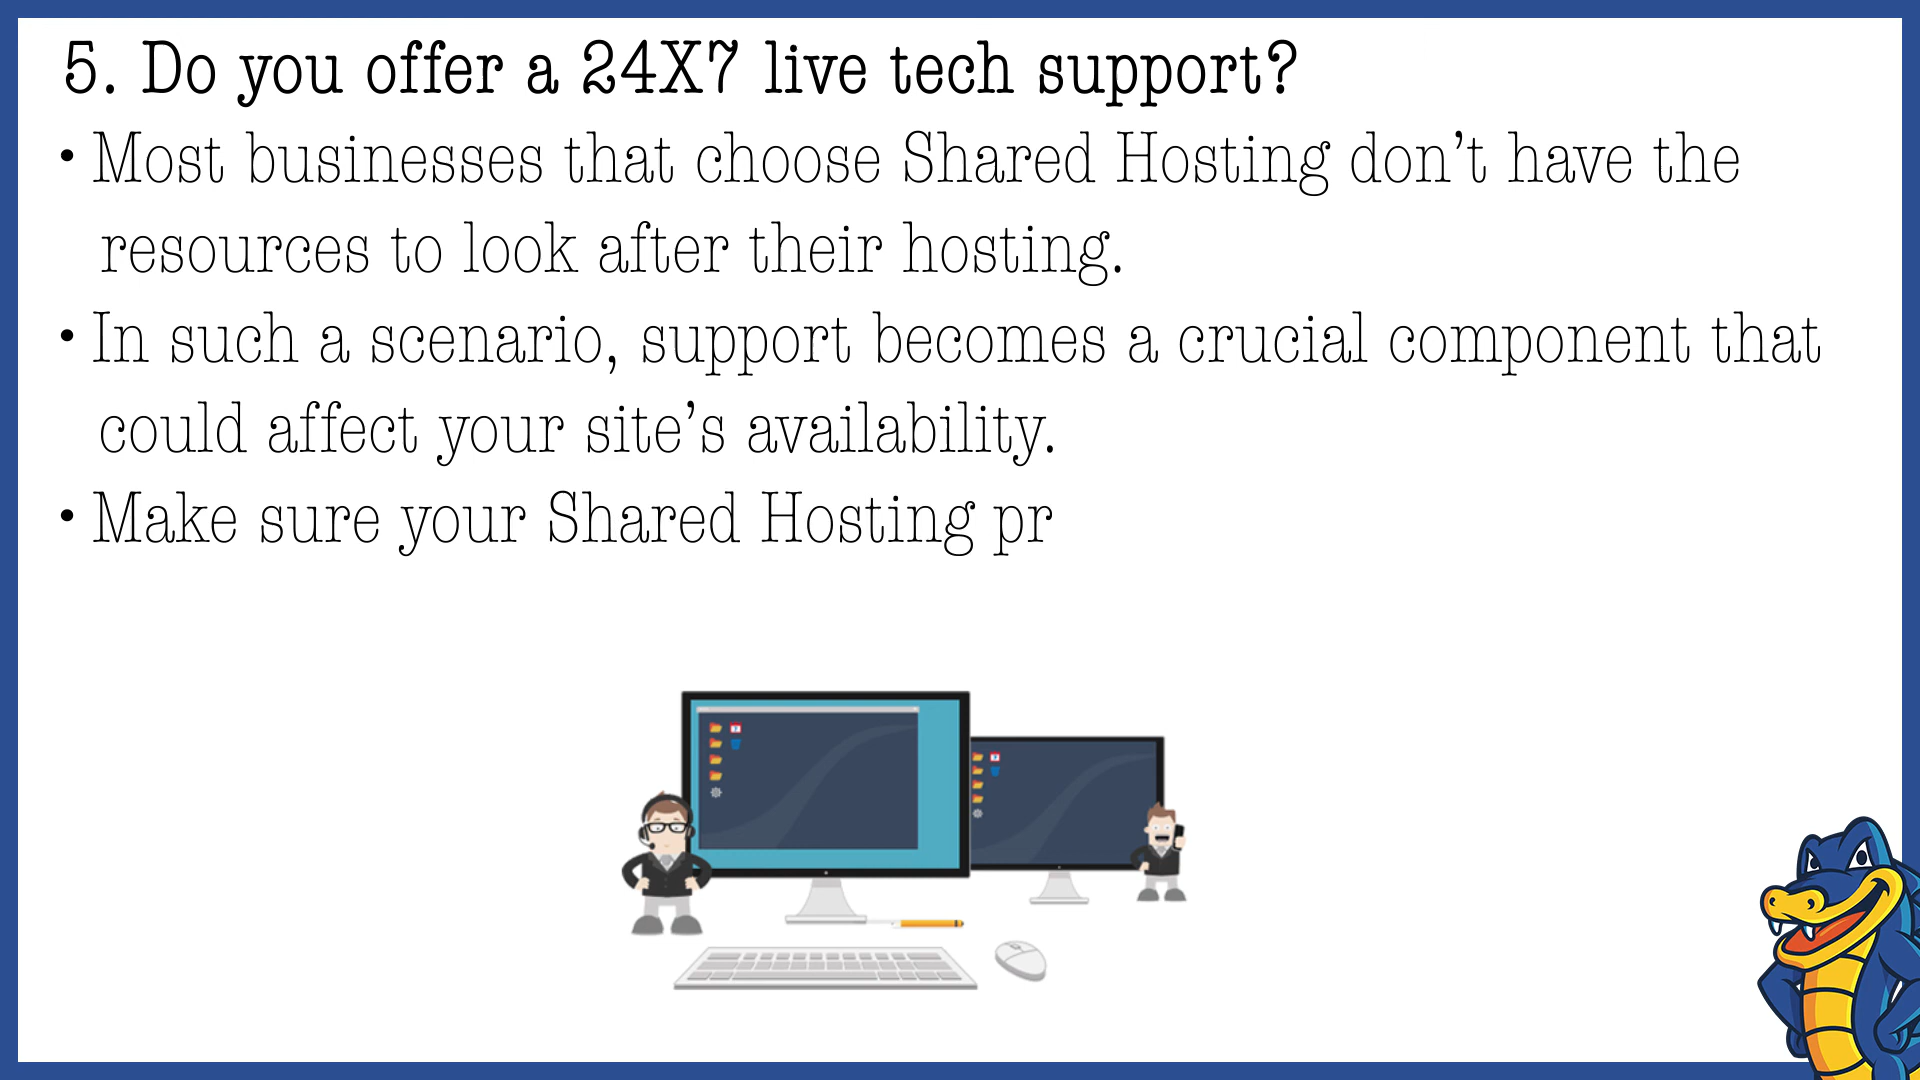 5. Do you offer a 24X7 live tech support?
• Most businesses that choose Shared Hosting don’t have the
resources to look after their hosting.
• In such a scenario, support becomes a crucial component that
could affect your site’s availability.
• Make sure your Shared Hosting pr